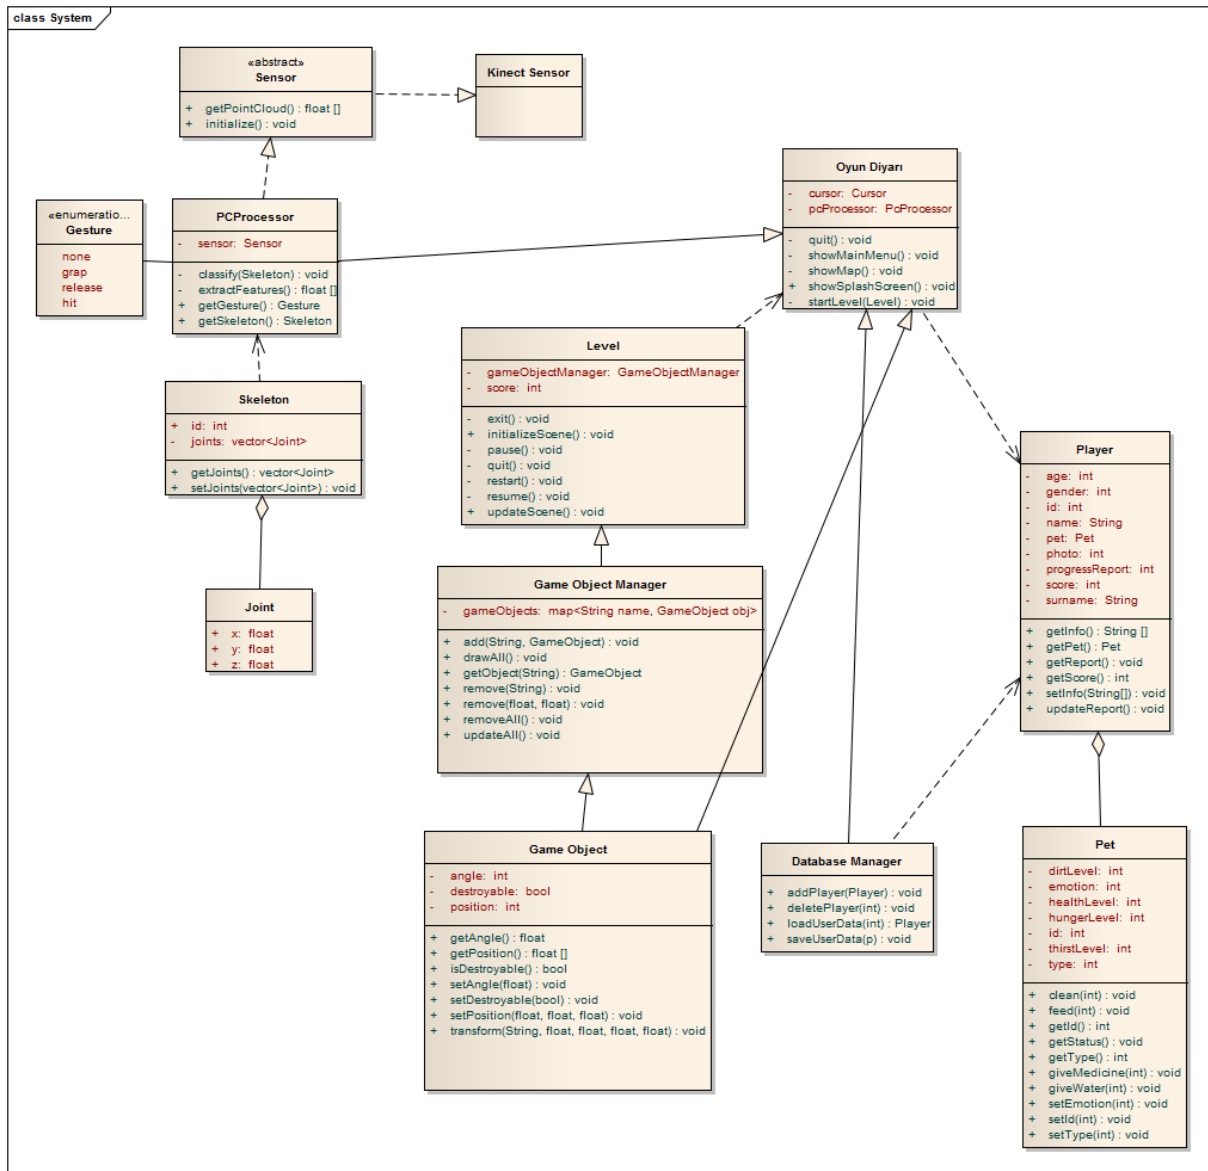 class System
«abstract»
Sensor
+ getPointCloud() : float []
+ initialize() : void
Kinect Sensor
Oyun Diyarı
- cursor: Cursor
- pcProcessor: PcProcessor
- quit() : void
- showMainMenu() : void
- showMap() : void
+ showSplashScreen() : void
- startLevel(Level) : void
«enumeratio...
Gesture
none
grap
release
hit
PCProcessor
- sensor: Sensor
- classify(Skeleton) : void
- extractFeatures() : float []
+ getGesture() : Gesture
+ getSkeleton() : Skeleton
Level
- gameObjectManager: GameObjectManager
- score: int
- exit() : void
+ initializeScene() : void
- pause() : void
- quit() : void
- restart() : void
- resume() : void
+ updateScene() : void
Skeleton
+ id: int
- joints: vector<Joint>
+ getJoints() : vector<Joint>
+ setJoints(vector<Joint>) : void
Player
- age: int
- gender: int
- id: int
- name: String
- pet: Pet
- photo: int
- progressReport: int
- score: int
- surname: String
+ getInfo() : String []
+ getPet() : Pet
+ getReport() : void
+ getScore() : int
+ setInfo(String[]) : void
+ updateReport() : void
Game Object Manager
- gameObjects: map<String name, GameObject obj>
+ add(String, GameObject) : void
+ drawAll() : void
+ getObject(String) : GameObject
+ remove(String) : void
+ remove(float, float) : void
+ removeAll() : void
+ updateAll() : void
Joint
+ x: float
+ y: float
+ z: float
Game Object
- angle: int
- destroyable: bool
- position: int
+ getAngle() : float
+ getPosition() : float []
+ isDestroyable() : bool
+ setAngle(float) : void
+ setDestroyable(bool) : void
+ setPosition(float, float, float) : void
+ transform(String, float, float, float, float) : void
Database Manager
+ addPlayer(Player) : void
+ deletePlayer(int) : void
+ loadUserData(int) : Player
+ saveUserData(p) : void
Pet
- dirtLevel: int
- emotion: int
- healthLevel: int
- hungerLevel: int
- id: int
- thirstLevel: int
- type: int
+ clean(int) : void
+ feed(int) : void
+ getId() : int
+ getStatus() : void
+ getType() : int
+ giveMedicine(int) : void
+ giveWater(int) : void
+ setEmotion(int) : void
+ setId(int) : void
+ setType(int) : void